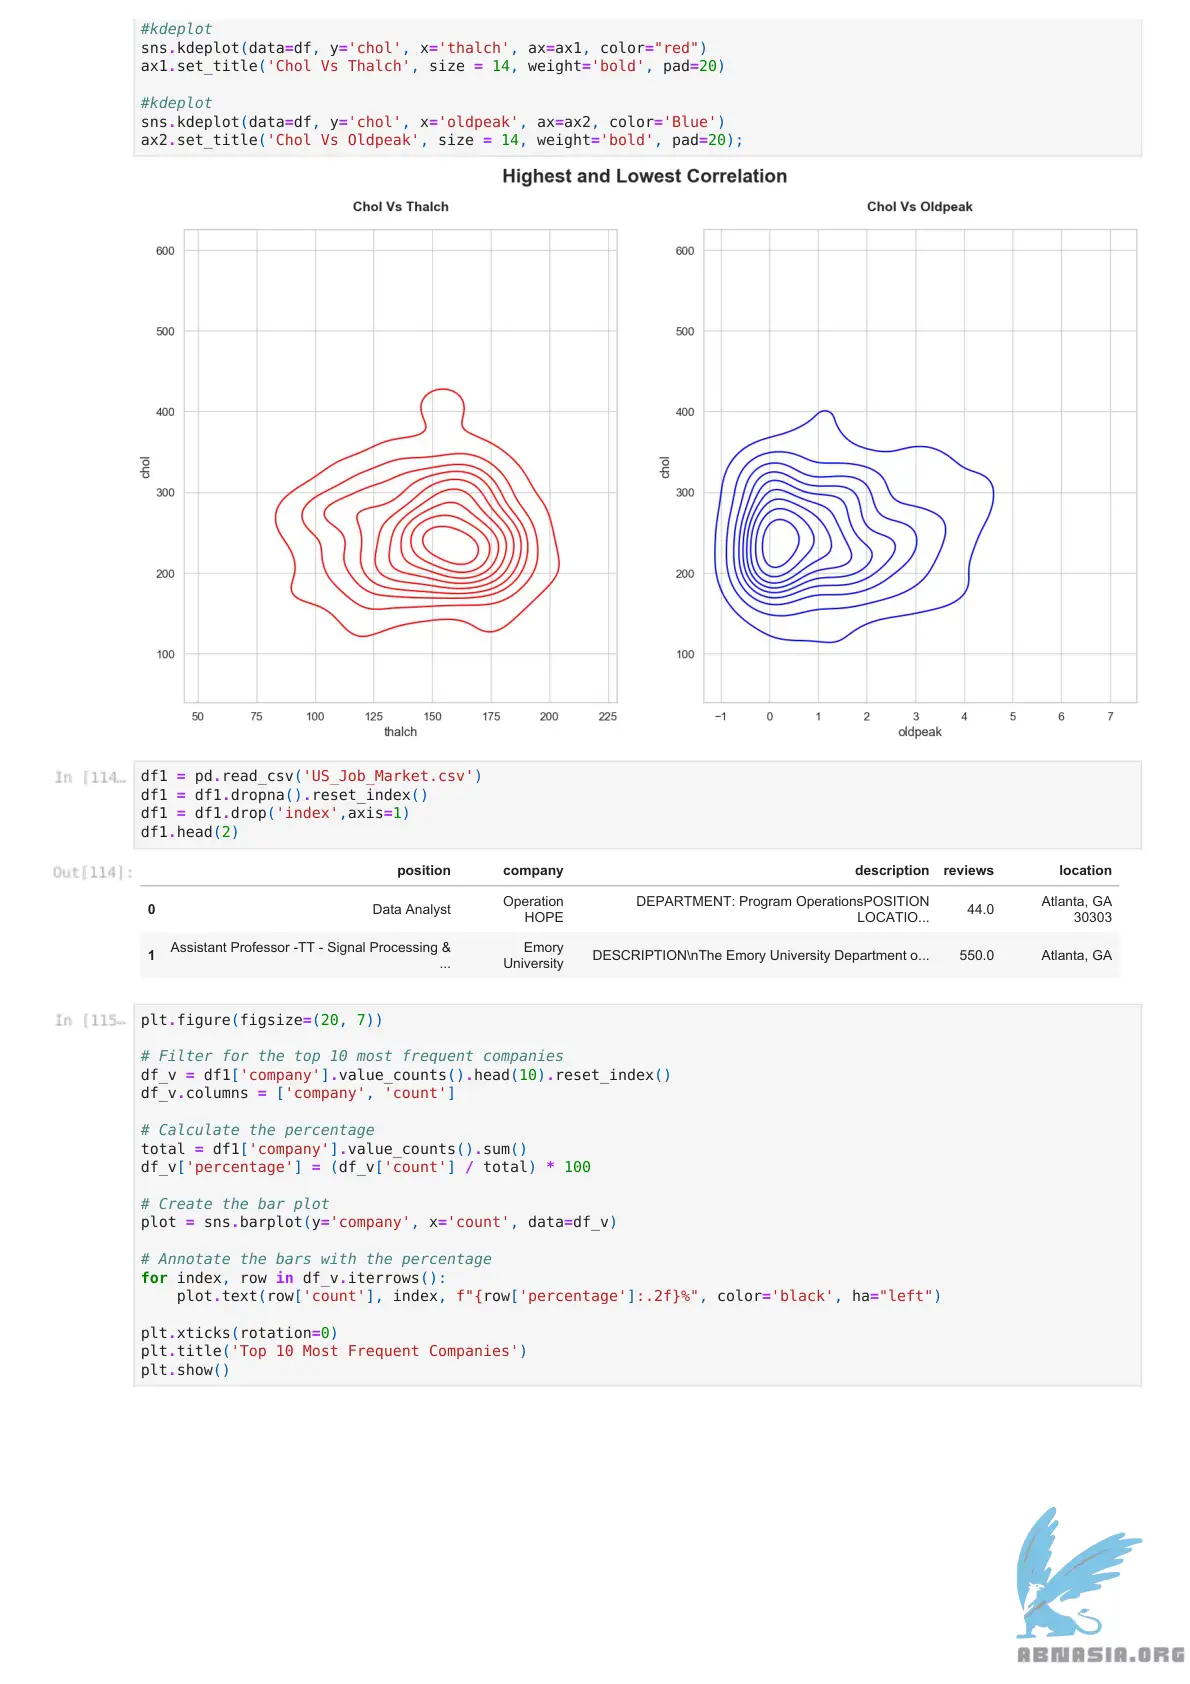 #kdeplot
sns.kdeplot(data=df, y='chol', x='thalch', ax=ax1, color="red")
ax1.set_title('Chol Vs Thalch', size = 14, weight='bold', pad=20)
#kdeplot
sns.kdeplot(data=df, y='chol', x='oldpeak', ax=ax2, color='Blue')
ax2.set_title('Chol Vs Oldpeak', size = 14, weight='bold', pad=20);
Highest and Lowest Correlation
Chol Vs Thalch
600
500
400
300
200
100
chol
50 75 100 125 150 175 200 225
thalch
Chol Vs Oldpeak
600
500
400
300
200
100
chol
−1 0 1 2 3 4 5 6 7
oldpeak
In [114…
df1 = pd.read_csv('US_Job_Market.csv')
df1 = df1.dropna().reset_index()
df1 = df1.drop('index',axis=1)
df1.head(2)
Out[114]:
position company description reviews location
0 Data Analyst Operation HOPE DEPARTMENT: Program OperationsPOSITION LOCATIO... 44.0 Atlanta, GA 30303
1 Assistant Professor -TT - Signal Processing & ... Emory University DESCRIPTION\nThe Emory University Department o... 550.0 Atlanta, GA
In [115…
plt.figure(figsize=(20, 7))
# Filter for the top 10 most frequent companies
df_v = df1['company'].value_counts().head(10).reset_index()
df_v.columns = ['company', 'count']
# Calculate the percentage
total = df1['company'].value_counts().sum()
df_v['percentage'] = (df_v['count'] / total) * 100
# Create the bar plot
plot = sns.barplot(y='company', x='count', data=df_v)
# Annotate the bars with the percentage
for index, row in df_v.iterrows():
    plot.text(row['count'], index, f"{row['percentage']:.2f}%", color='black', ha="left")
plt.xticks(rotation=0)
plt.title('Top 10 Most Frequent Companies')
plt.show()
ABNASIA.ORG